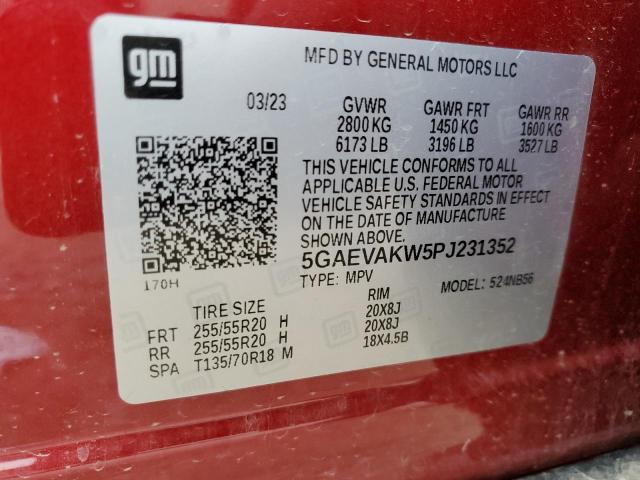 gm
MFD BY GENERAL MOTORS LLC
03/23 GVWR GAWR FRT GAWR RR
2800 KG 1450 KG 1600 KG
6173 LB 3196 LB 3527 LB
THIS VEHICLE CONFORMS TO ALL
APPLICABLE U.S. FEDERAL MOTOR
VEHICLE SAFETY STANDARDS IN EFFECT
ON THE DATE OF MANUFACTURE
SHOWN ABOVE.
5GAEVAKW5PJ231352
170H TYPE: MPV MODEL: 524NB56
TIRE SIZE RIM
FRT 255/55R20 H 20X8J
RR 255/55R20 H 20X8J
SPA T135/70R18 M 18X4.5B